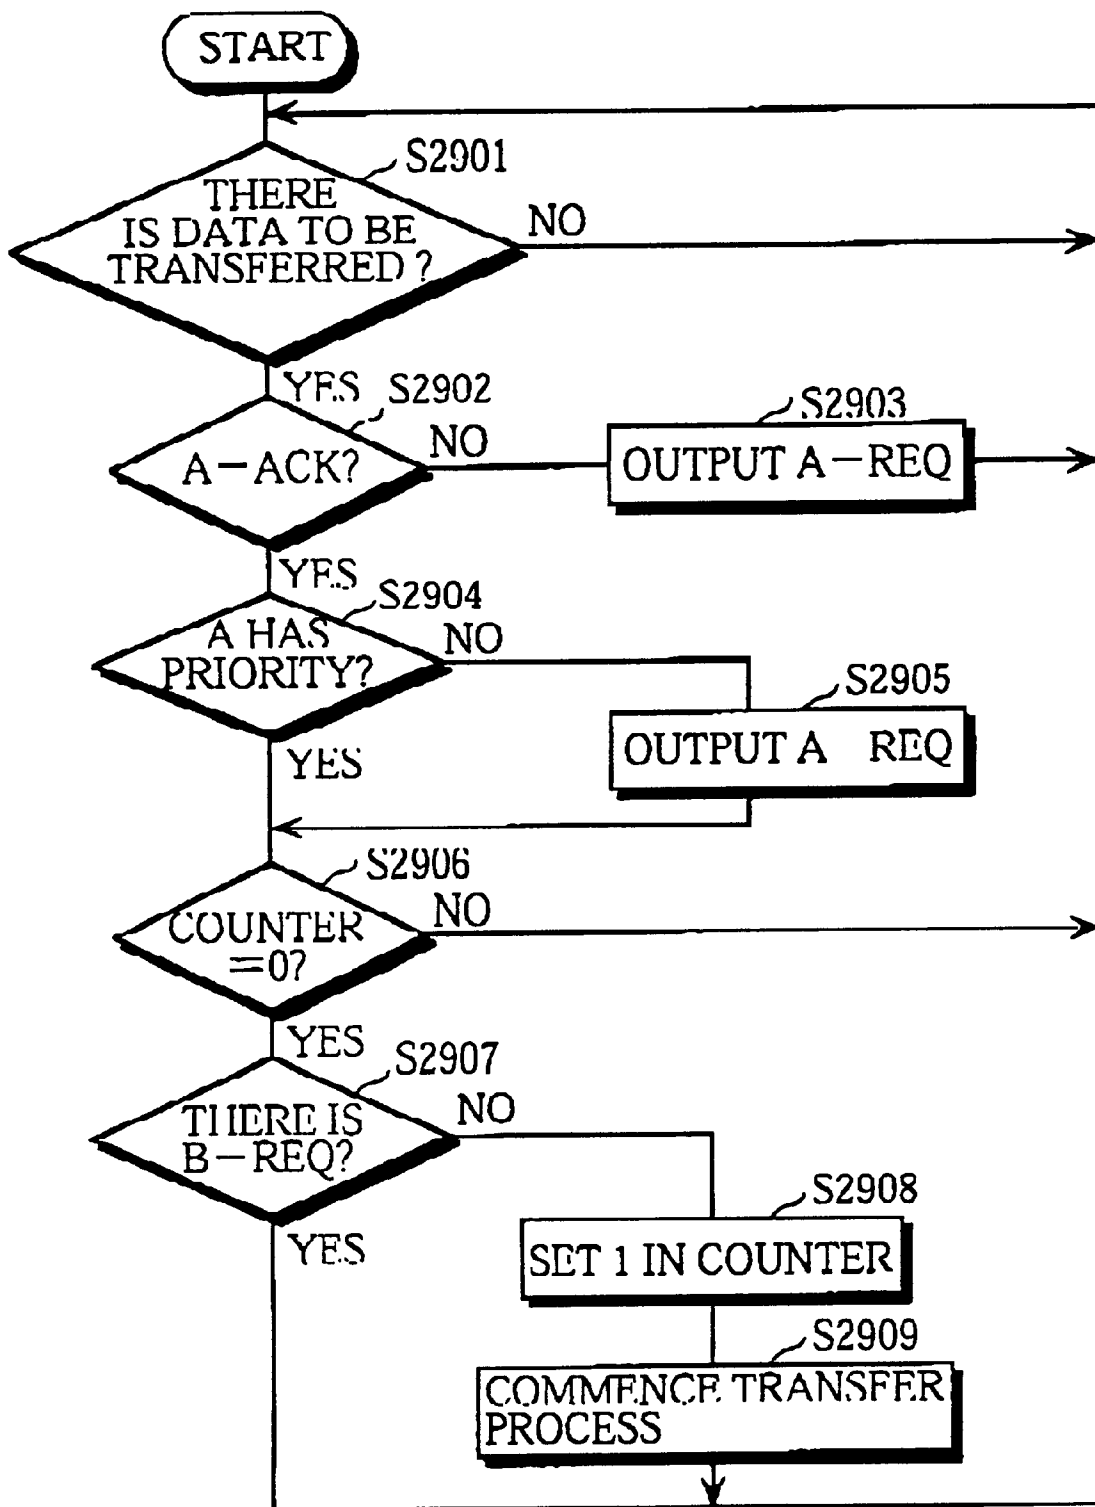 START
S2901
THERE
IS DATA TO BE
TRANSFERRED?
NO
YES
S2902
A-ACK?
NO
S2903
OUTPUT A-REQ
YES
S2904
A HAS
PRIORITY?
NO
S2905
OUTPUT A REQ
YES
S2906
COUNTER
=0?
NO
YES
S2907
THERE IS
B-REQ?
NO
YES
S2908
SET 1 IN COUNTER
S2909
COMMENCE TRANSFER
PROCESS